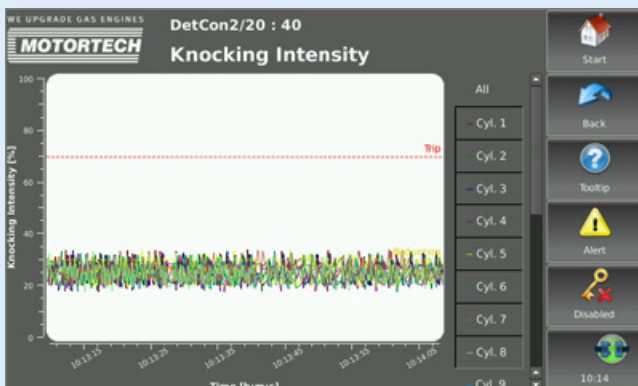 WE UPGRADE GAS ENGINES
MOTORTECH
DetCon2/20 : 40
Knocking Intensity
Knocking Intensity [%]
100
80
60
40
20
0
Trip
10:13:15
10:13:25
10:13:35
10:13:45
10:13:55
10:14:05
All
Cyl. 1
Cyl. 2
Cyl. 3
Cyl. 4
Cyl. 5
Cyl. 6
Cyl. 7
Cyl. 8
Cyl. 9
Start
Back
Tooltip
Alert
Disabled
10:14